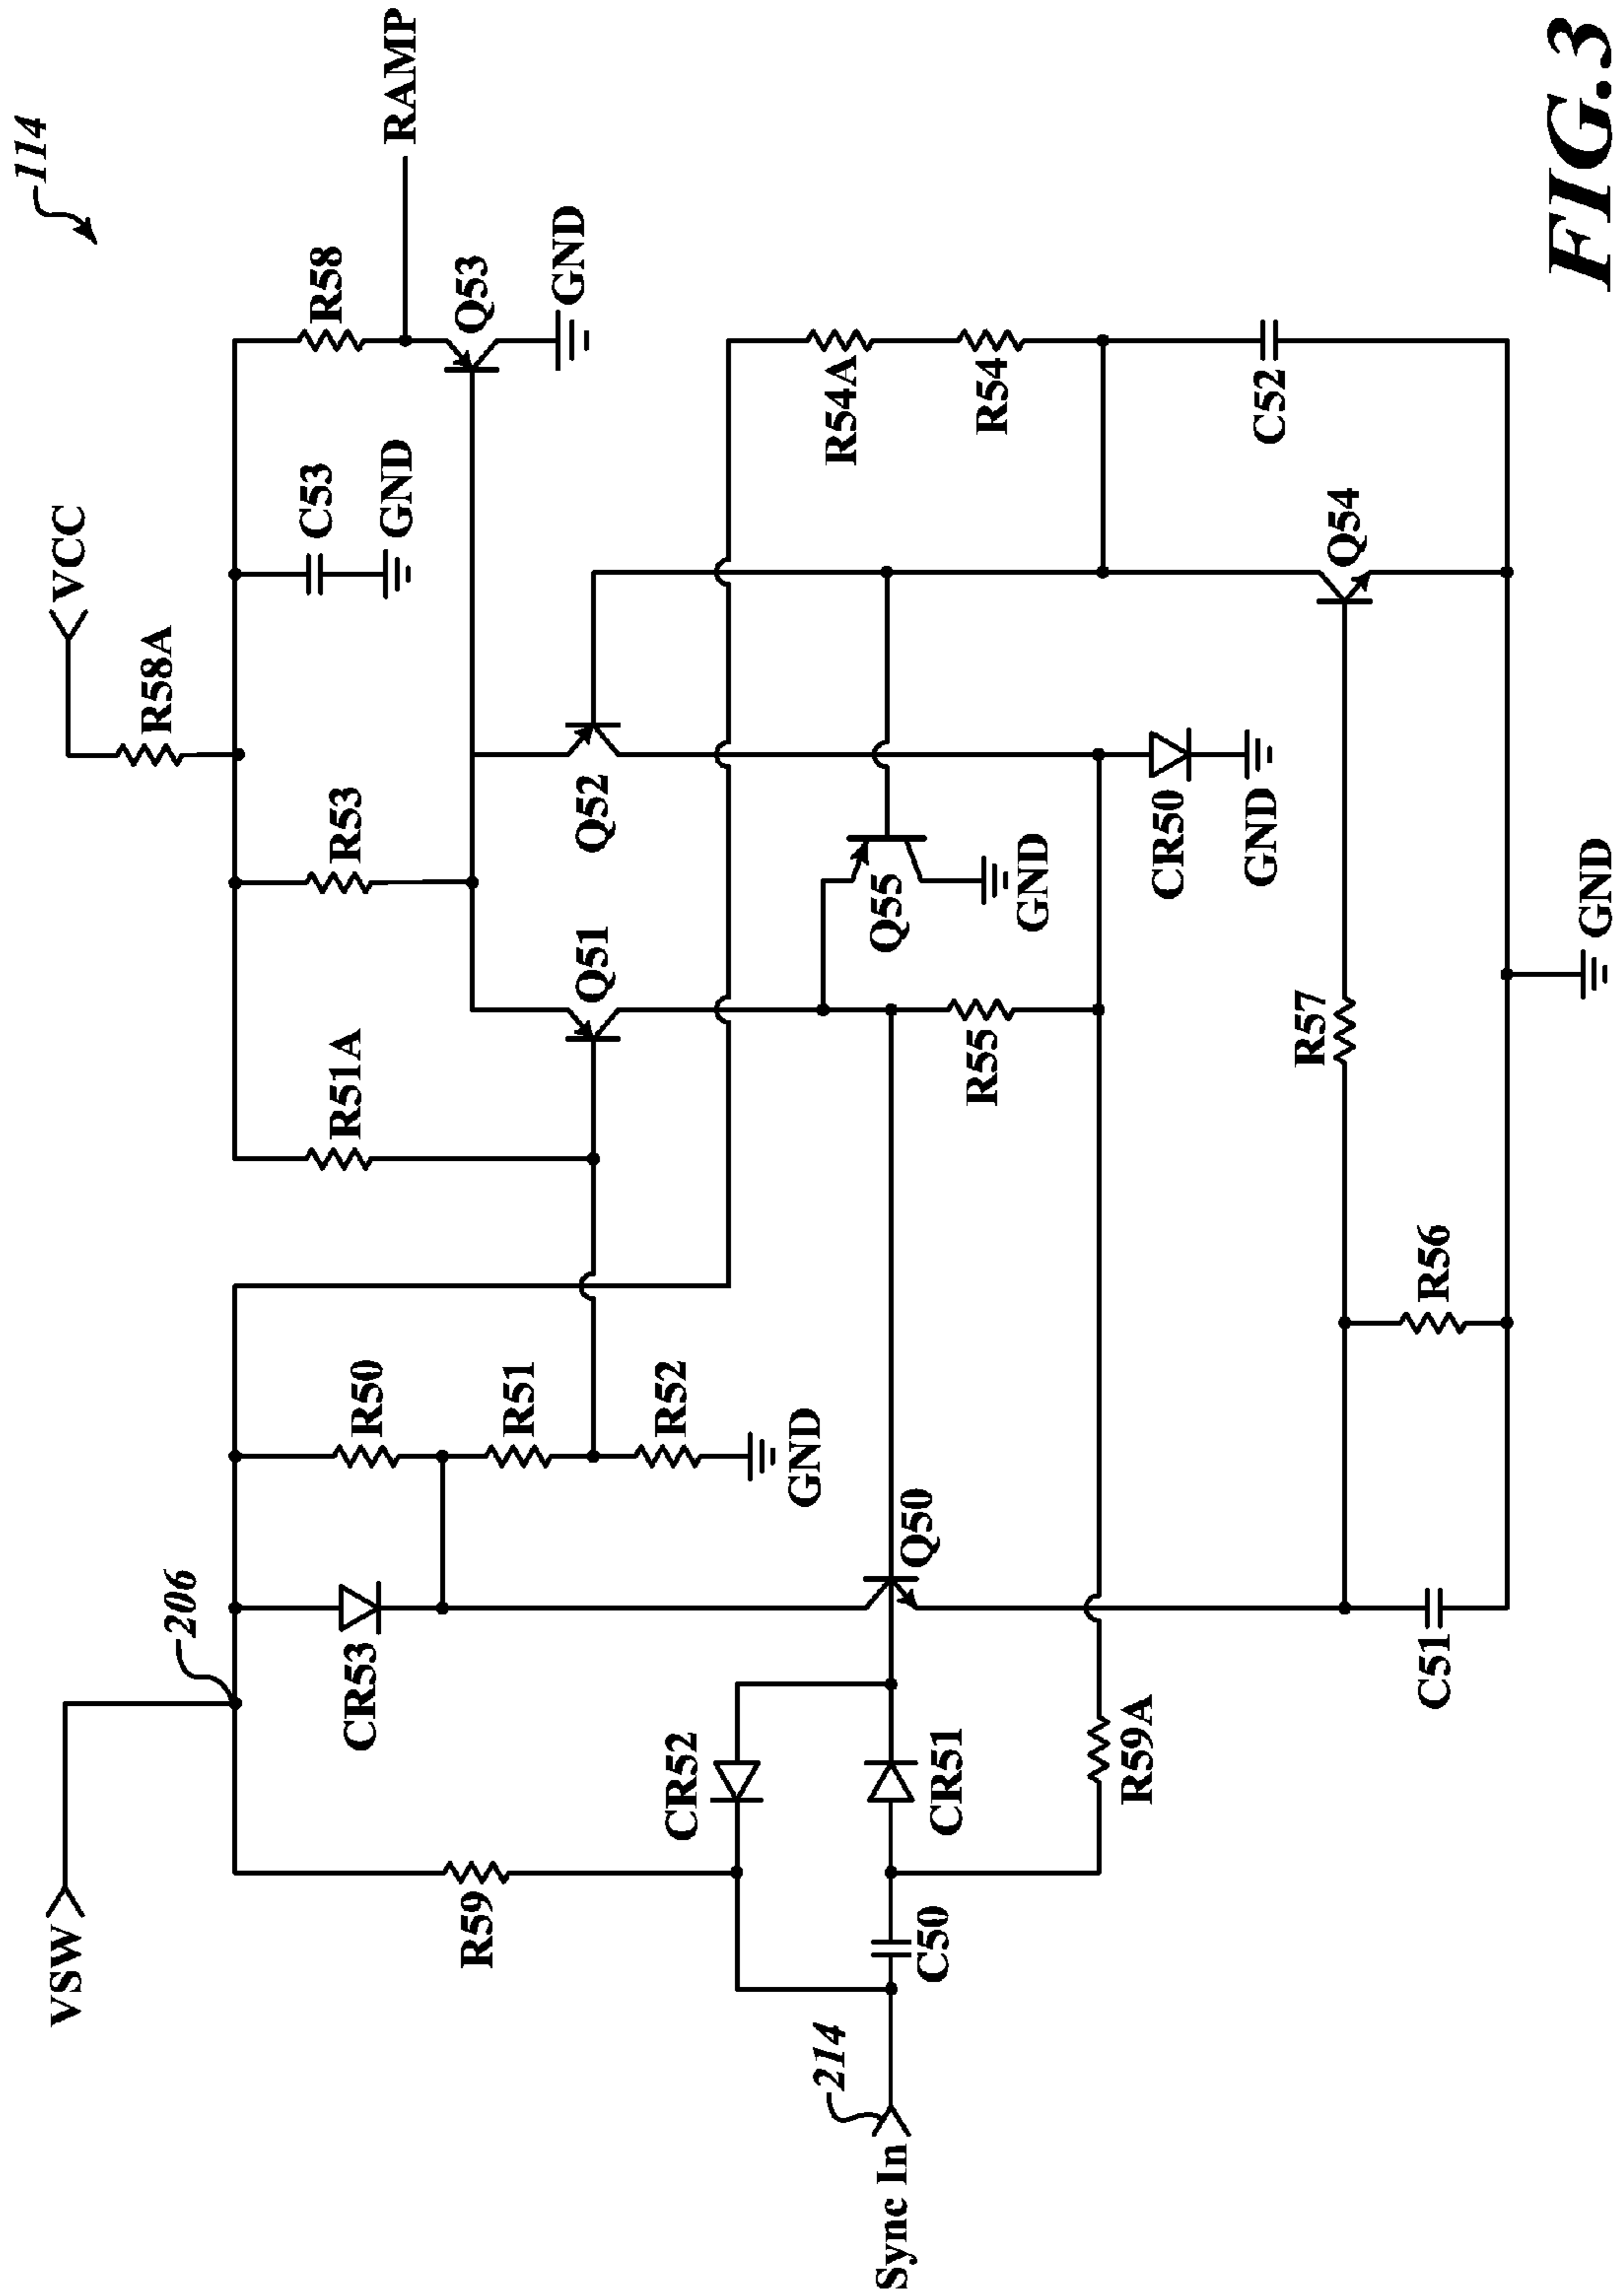 114
VSW
206
VCC
R58A
R59
CR53
R50
R51
R52
GND
R51A
R53
C53
GND
R58
RAMP
Q53
GND
Q51
Q52
CR52
CR51
C50
214
Sync In
Q50
R55
Q55
GND
R54A
R54
R59A
CR50
GND
C52
Q54
R57
R56
C51
GND
FIG.3